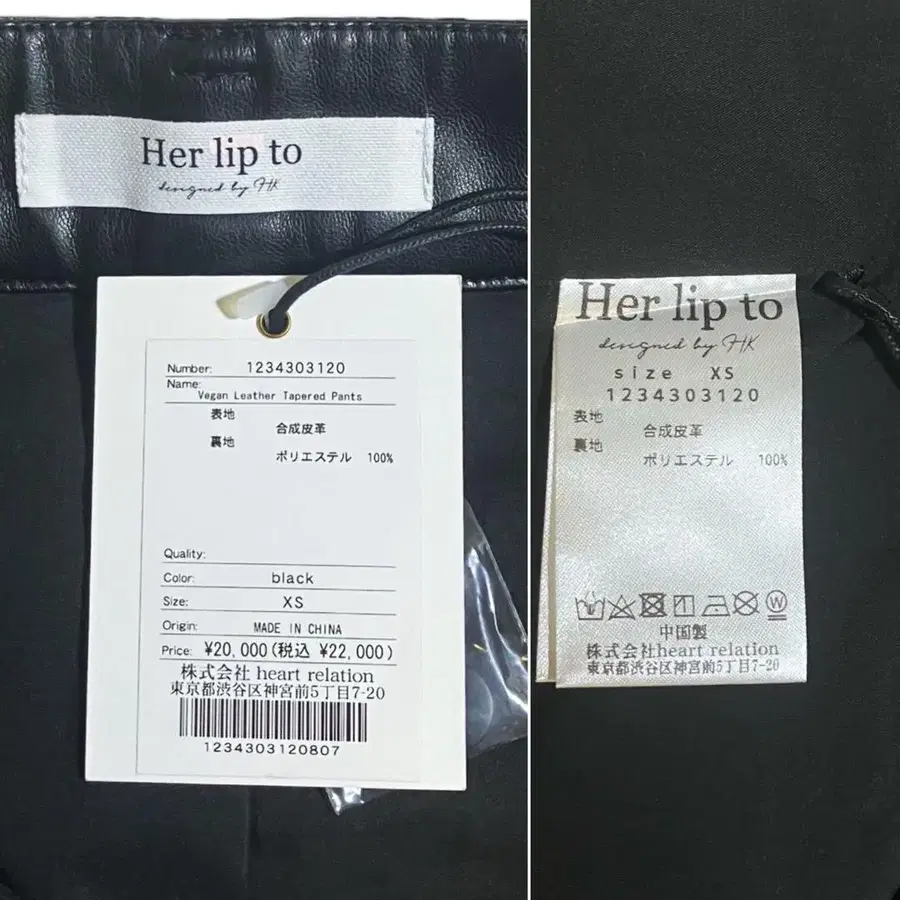 Her lip to
designed by HK
Number: 1234303120
Name:
Vegan Leather Tapered Pants
表地
合成皮革
裏地
ポリエステル 100%
Quality:
Color: black
Size: XS
Origin: MADE IN CHINA
Price: ¥20,000(税込 ¥22,000)
株式会社 heart relation
東京都渋谷区神宮前5丁目7-20
1234303120807
Her lip to
designed by HK
size XS
1234303120
表地
合成皮革
裏地
ポリエステル 100%
W
中国製
株式会社heart relation
東京都渋谷区神宮前5丁目7-20